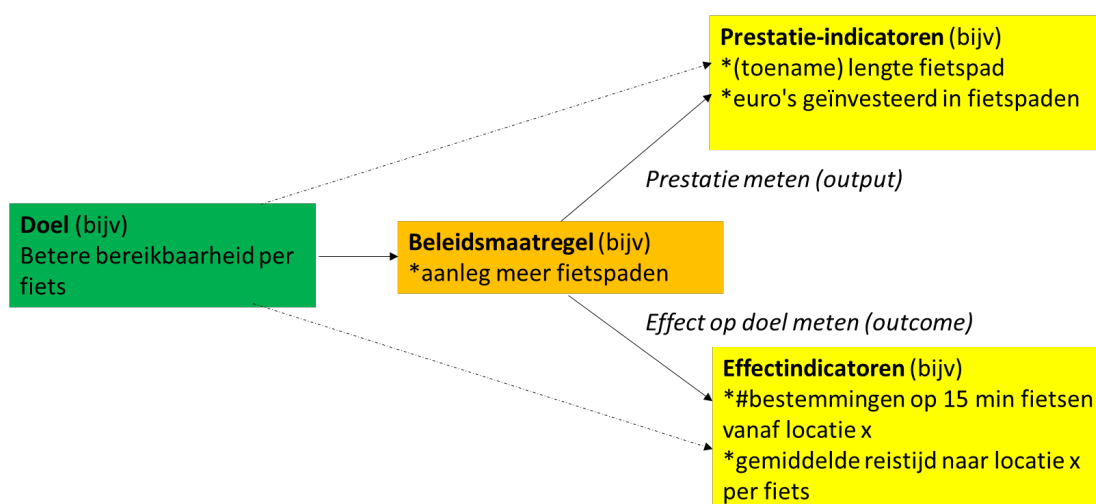 Prestatie-indicatoren (bijv)
*(toename) lengte fietspad
*euro's geïnvesteerd in fietspaden
Prestatie meten (output)
Doel (bijv)
Betere bereikbaarheid per
fiets
Beleidsmaatregel (bijv)
*aanleg meer fietspaden
Effect op doel meten (outcome)
Effectindicatoren (bijv)
*#bestemmingen op 15 min fietsen
vanaf locatie x
*gemiddelde reistijd naar locatie x
per fiets